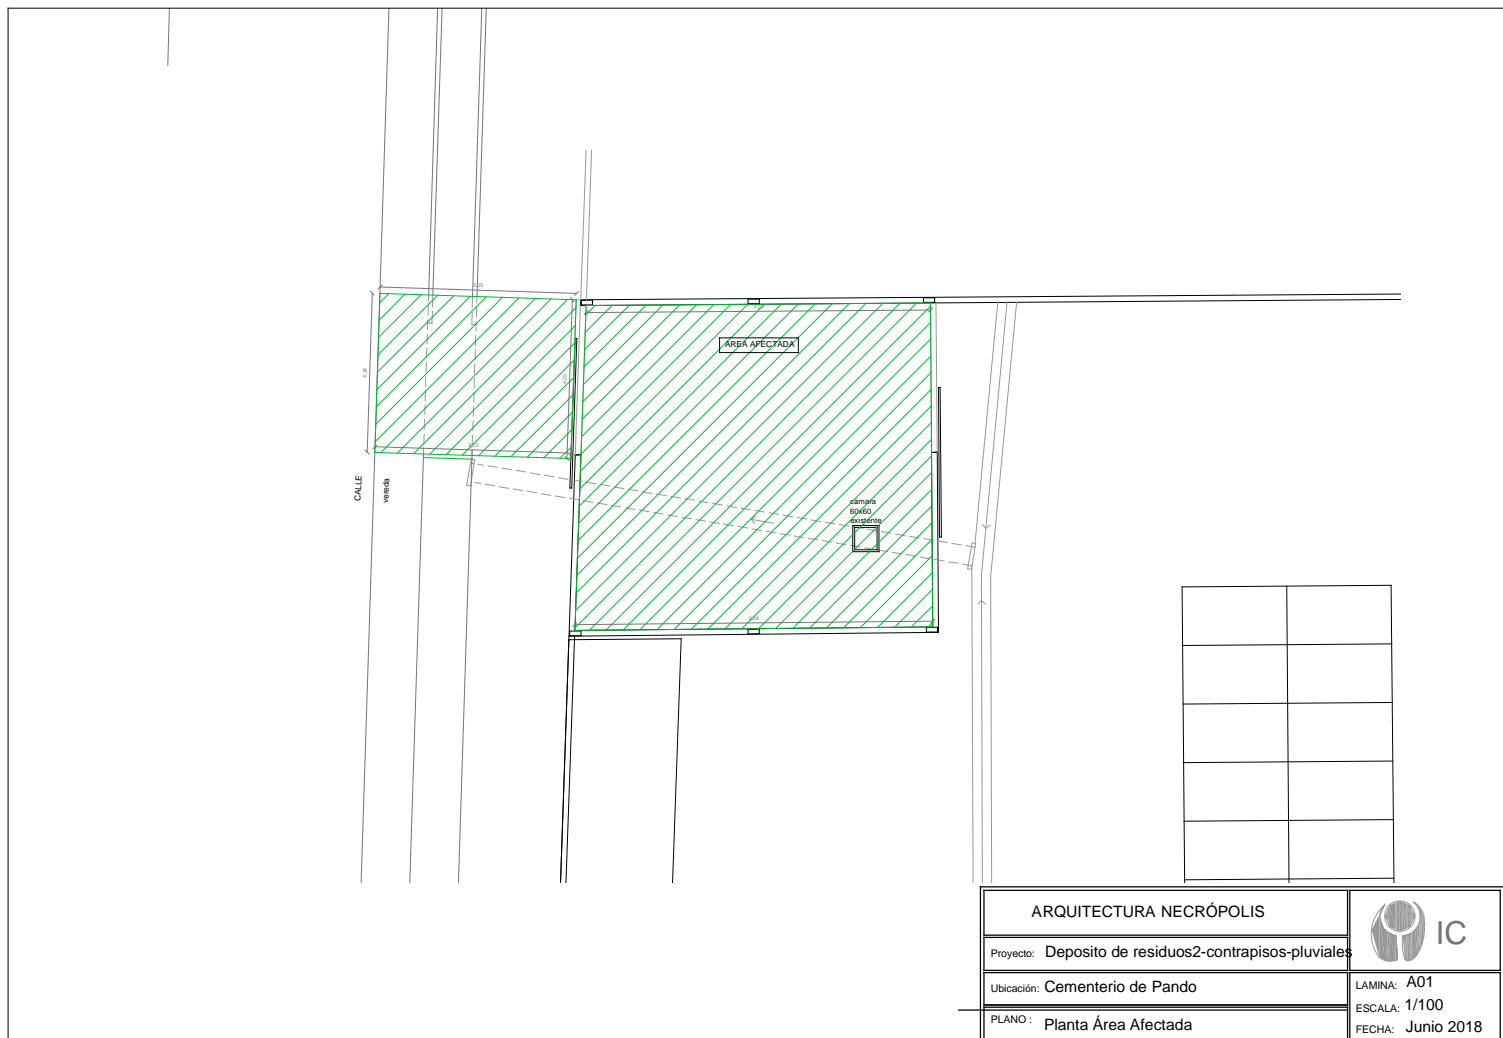 AREA AFECTADA
cámara
60x60
existente
CALLE
vereda
ARQUITECTURA NECRÓPOLIS
IC
Proyecto: Deposito de residuos2-contrapisos-pluviales
Ubicación: Cementerio de Pando
PLANO : Planta Área Afectada
LAMINA: A01
ESCALA: 1/100
FECHA: Junio 2018